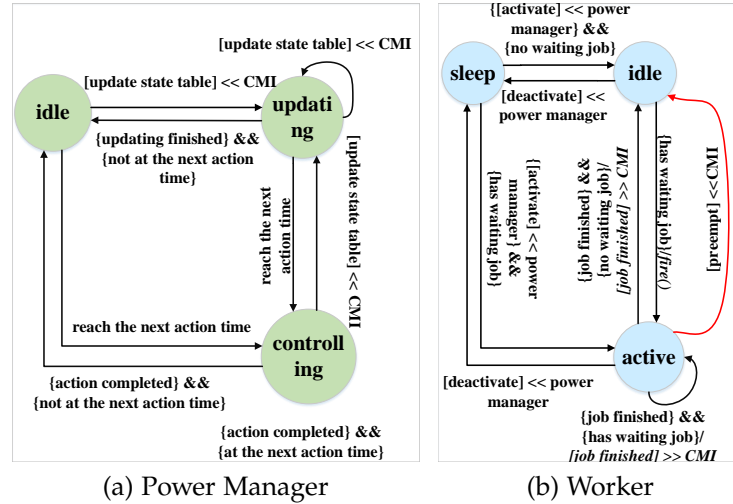 [update state table] << CMI
[update state table] << CMI
idle
updati
ng
{updating finished} &&
{not at the next action
time}
reach the next
action time
[update state table] << CMI
reach the next action time
controll
ing
{action completed} &&
{not at the next action time}
{action completed} &&
{at the next action time}
(a) Power Manager
{[activate] << power
manager} &&
{no waiting job}
sleep
idle
[deactivate] <<
power manager
{[activate] << power
manager} &&
{has waiting job}
{job finished} &&
{no waiting job}/
[job finished] >> CMI
{has waiting job}/fire()
[preempt] <<CMI
active
[deactivate] << power
manager
{job finished} &&
{has waiting job}/
[job finished] >> CMI
(b) Worker